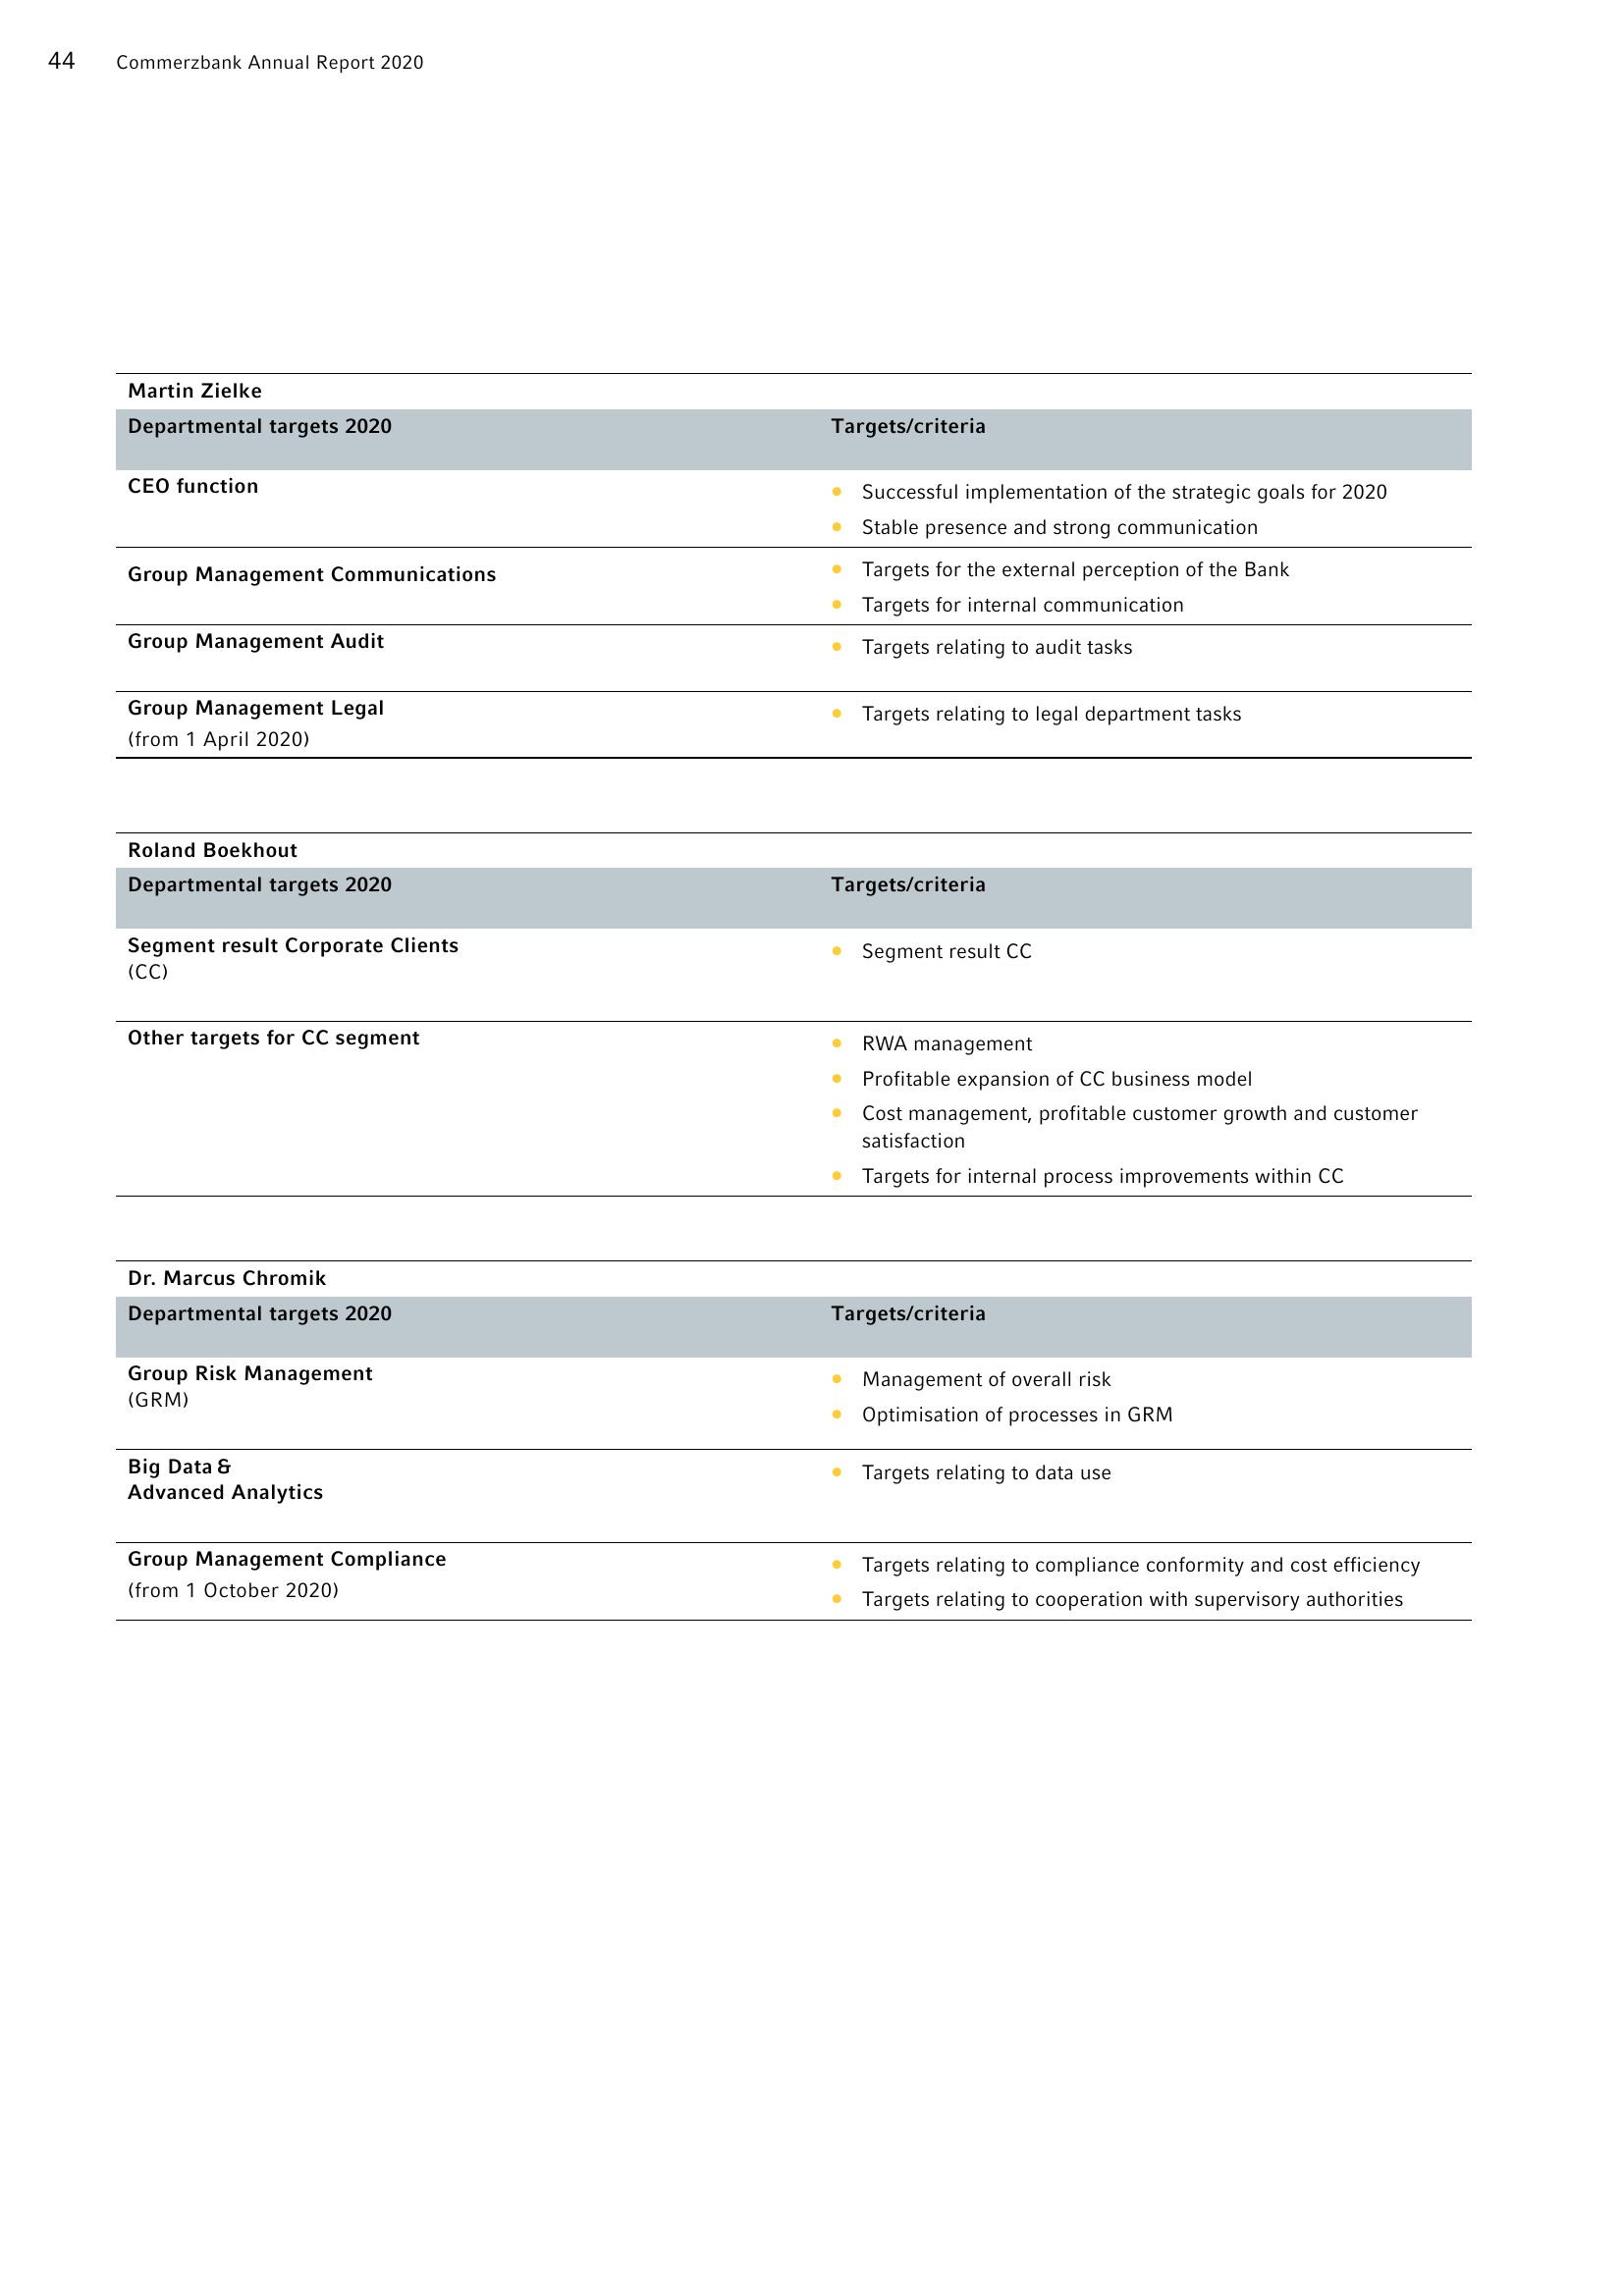 44 Commerzbank Annual Report 2020
Martin Zielke
Departmental targets 2020 Targets/criteria
CEO function
• Successful implementation of the strategic goals for 2020
• Stable presence and strong communication
Group Management Communications
• Targets for the external perception of the Bank
• Targets for internal communication
Group Management Audit
• Targets relating to audit tasks
Group Management Legal
(from 1 April 2020)
• Targets relating to legal department tasks
Roland Boekhout
Departmental targets 2020 Targets/criteria
Segment result Corporate Clients
(CC)
• Segment result CC
Other targets for CC segment
• RWA management
• Profitable expansion of CC business model
• Cost management, profitable customer growth and customer
satisfaction
• Targets for internal process improvements within CC
Dr. Marcus Chromik
Departmental targets 2020 Targets/criteria
Group Risk Management
(GRM)
• Management of overall risk
• Optimisation of processes in GRM
Big Data &
Advanced Analytics
• Targets relating to data use
Group Management Compliance
(from 1 October 2020)
• Targets relating to compliance conformity and cost efficiency
• Targets relating to cooperation with supervisory authorities